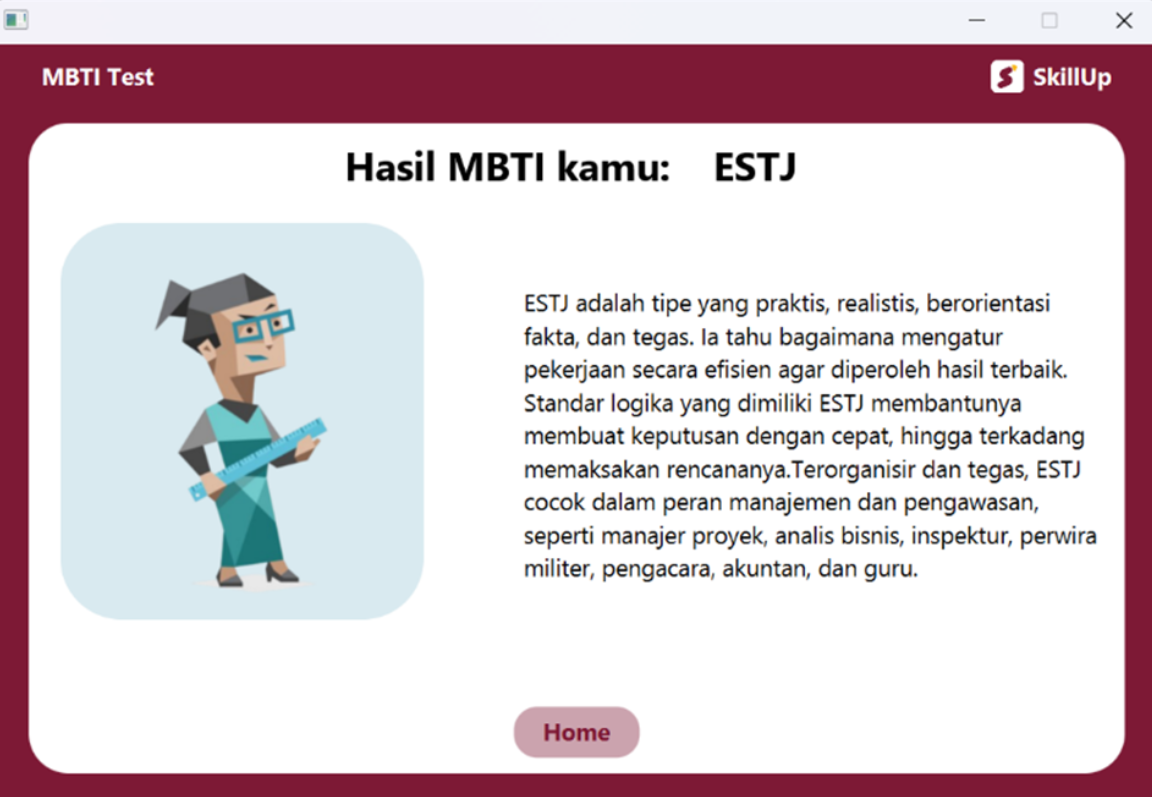 MBTI Test
SkillUp
Hasil MBTI kamu: ESTJ
ESTJ adalah tipe yang praktis, realistis, berorientasi
fakta, dan tegas. Ia tahu bagaimana mengatur
pekerjaan secara efisien agar diperoleh hasil terbaik.
Standar logika yang dimiliki ESTJ membantunya
membuat keputusan dengan cepat, hingga terkadang
memaksakan rencananya.Terorganisir dan tegas, ESTJ
cocok dalam peran manajemen dan pengawasan,
seperti manajer proyek, analis bisnis, inspektur, perwira
militer, pengacara, akuntan, dan guru.
Home